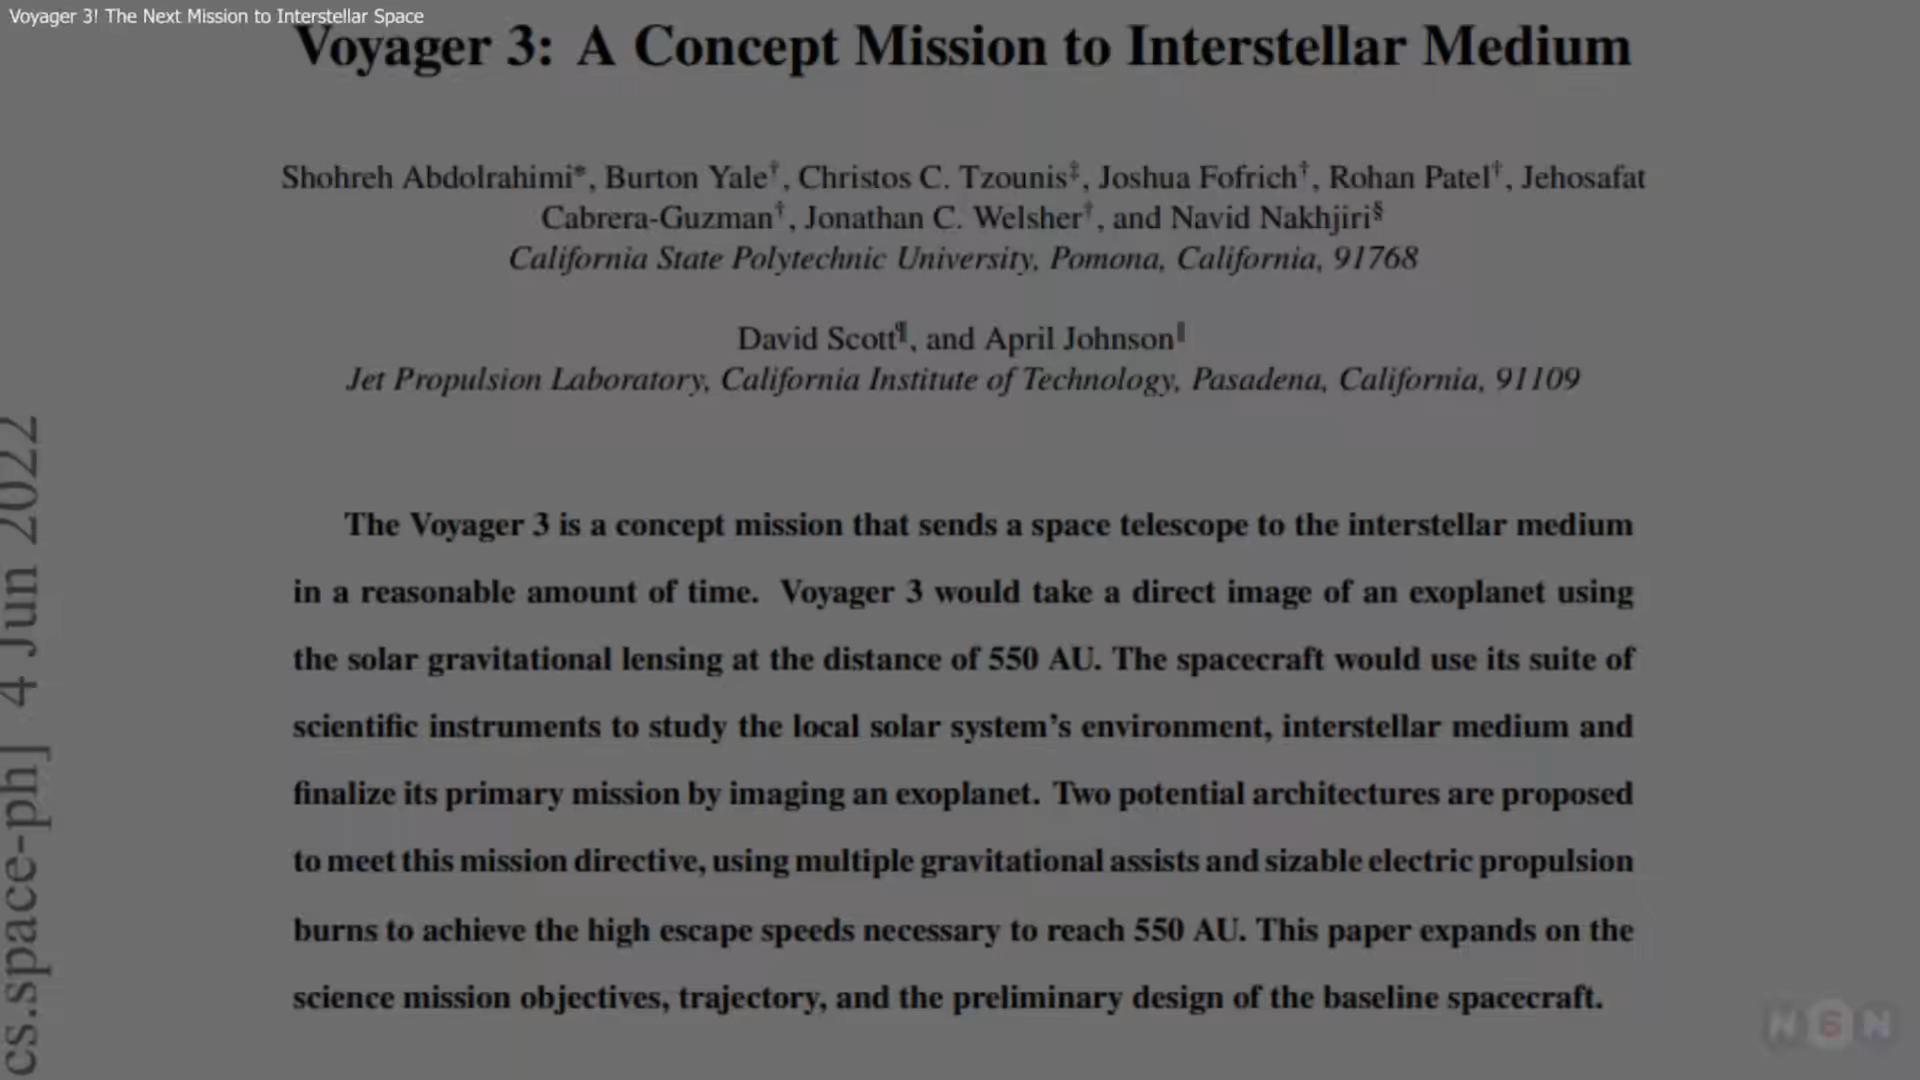 Voyager 3! The Next Mission to Interstellar Space
Voyager 3: A Concept Mission to Interstellar Medium
Shohreh Abdolrahimi*, Burton Yale†, Christos C. Tzounis‡, Joshua Fofrich†, Rohan Patel†, Jehosafat
Cabrera-Guzman†, Jonathan C. Welsher†, and Navid Nakhjiri§
California State Polytechnic University, Pomona, California, 91768
David Scott¶, and April Johnson‖
Jet Propulsion Laboratory, California Institute of Technology, Pasadena, California, 91109
The Voyager 3 is a concept mission that sends a space telescope to the interstellar medium
in a reasonable amount of time. Voyager 3 would take a direct image of an exoplanet using
the solar gravitational lensing at the distance of 550 AU. The spacecraft would use its suite of
scientific instruments to study the local solar system's environment, interstellar medium and
finalize its primary mission by imaging an exoplanet. Two potential architectures are proposed
to meet this mission directive, using multiple gravitational assists and sizable electric propulsion
burns to achieve the high escape speeds necessary to reach 550 AU. This paper expands on the
science mission objectives, trajectory, and the preliminary design of the baseline spacecraft.
cs.space-ph] 4 Jun 2022
NSN